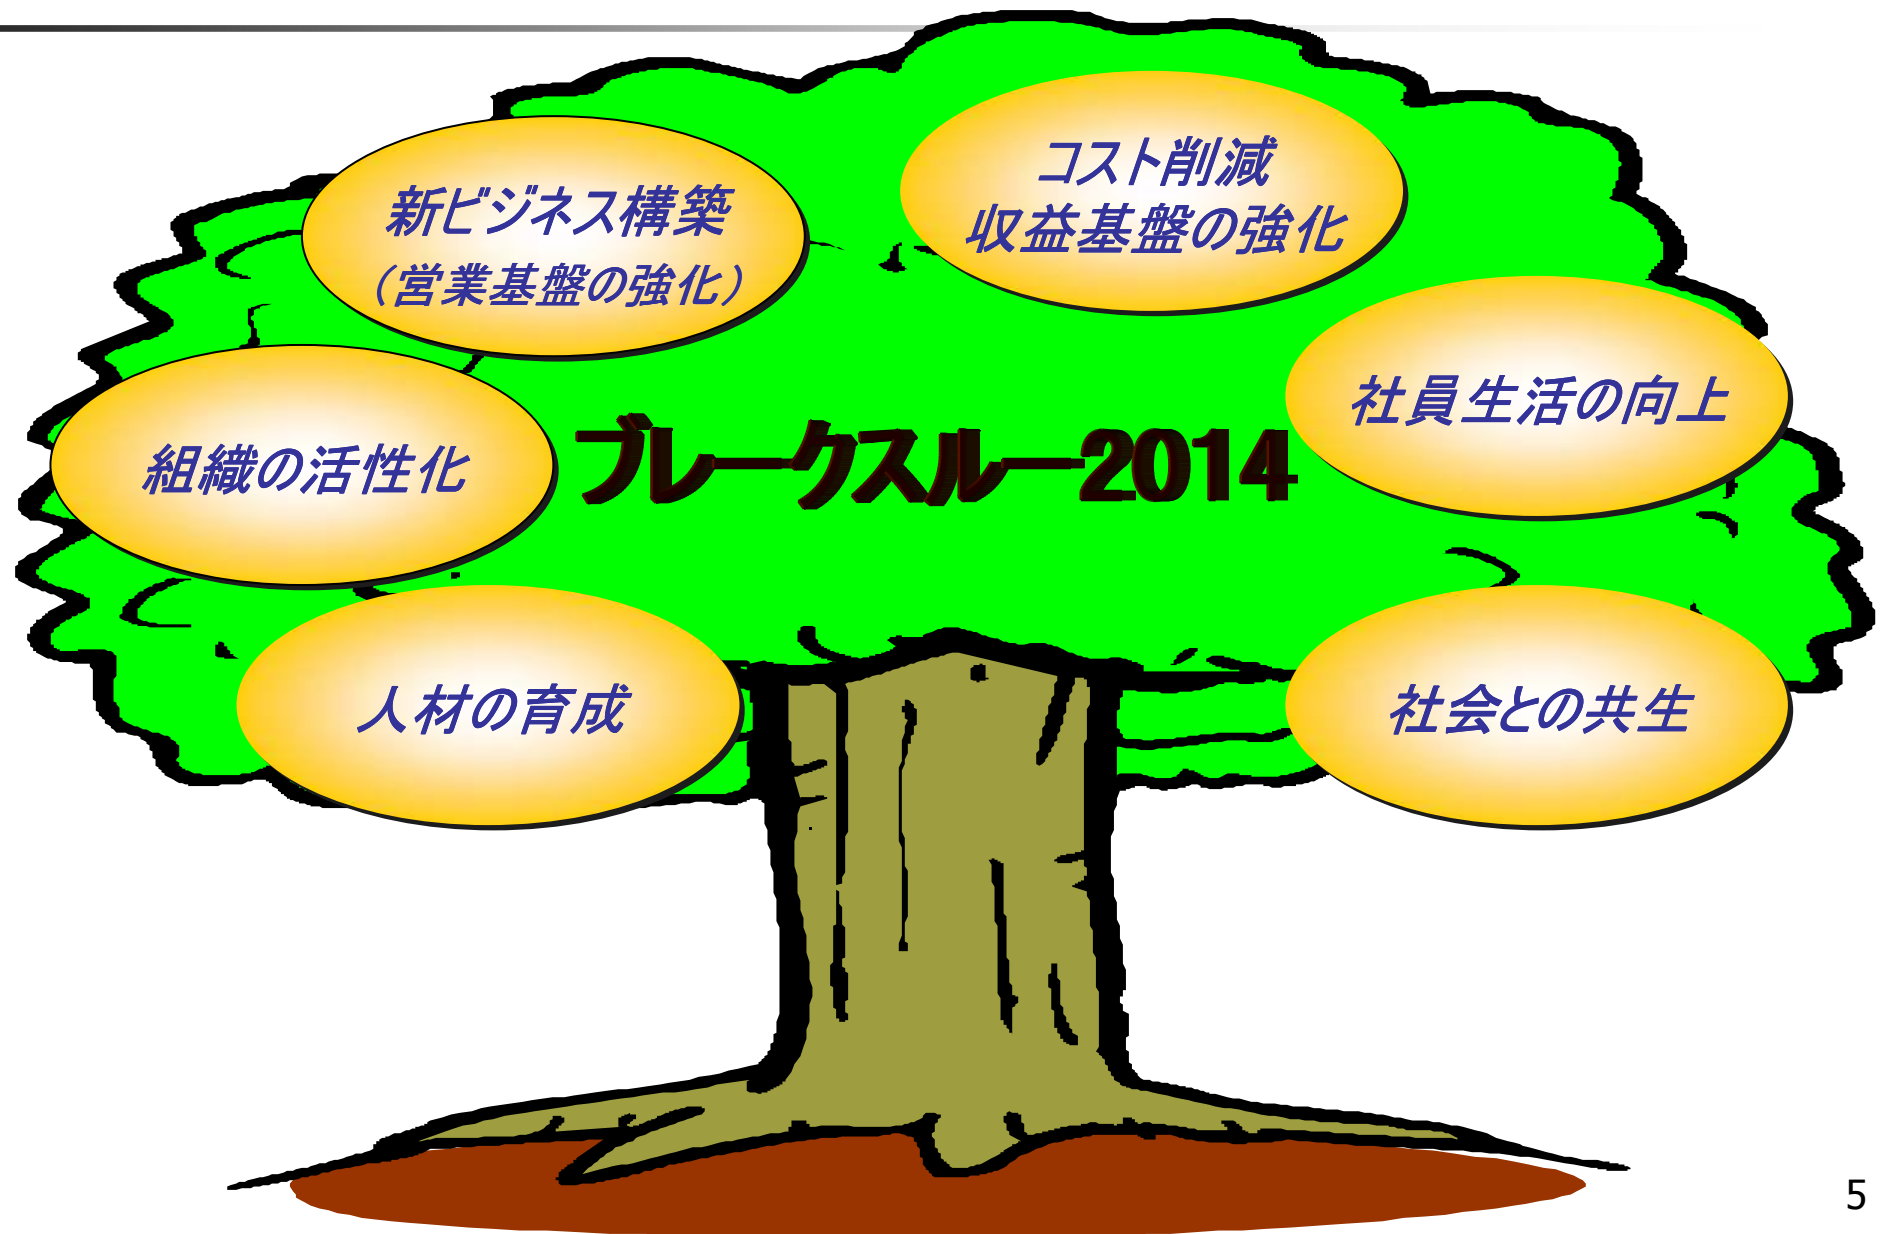 コスト削減
収益基盤の強化
新ビジネス構築
（営業基盤の強化）
社員生活の向上
組織の活性化
ブレークスルー2014
人材の育成
社会との共生
5